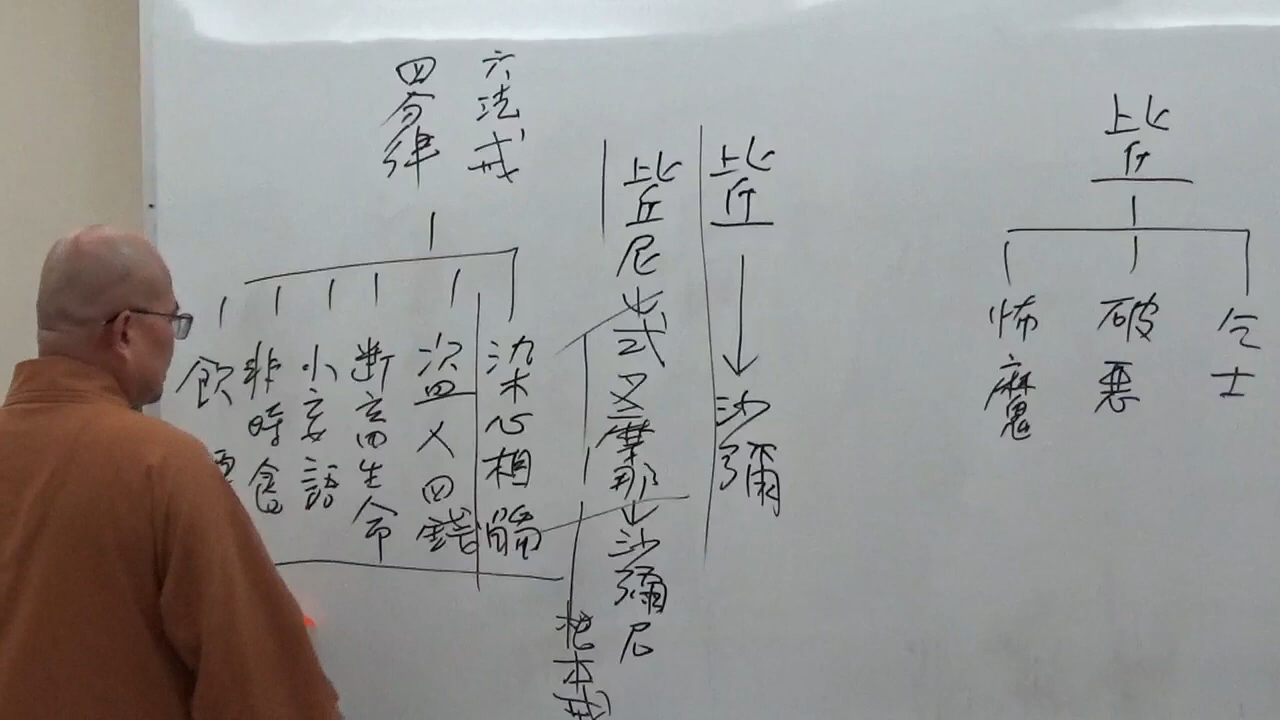 比丘
乞士
破惡
怖魔
比丘
沙彌
比丘尼
式叉摩那
沙彌尼
六法戒
四分律
染心相觸
盜人四錢
断畜生命
小妄語
非時食
飲
根本戒